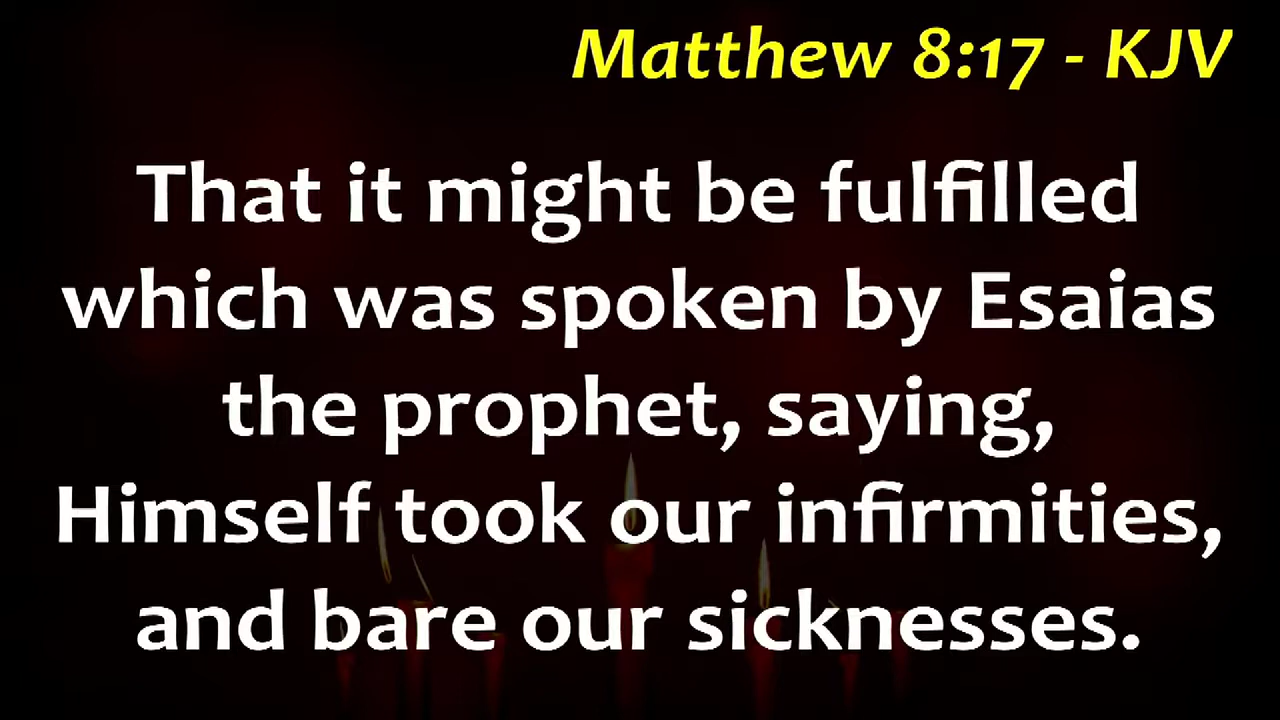 Matthew 8:17 - KJV
That it might be fulfilled
which was spoken by Esaias
the prophet, saying,
Himself took our infirmities,
and bare our sicknesses.